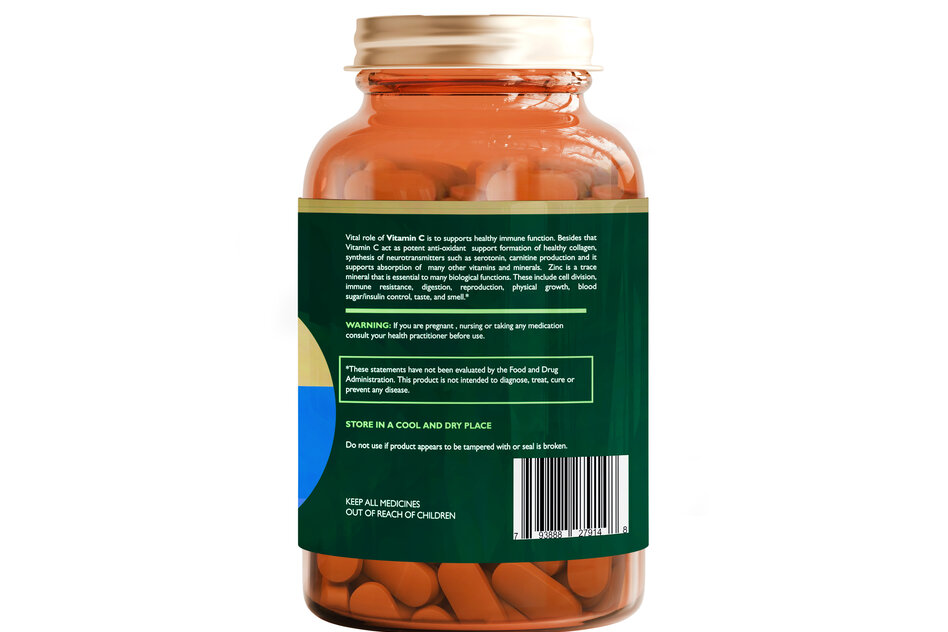 Vital role of Vitamin C is to supports healthy immune function. Besides that
Vitamin C act as potent anti-oxidant support formation of healthy collagen,
synthesis of neurotransmitters such as serotonin, carnitine production and it
supports absorption of many other vitamins and minerals. Zinc is a trace
mineral that is essential to many biological functions. These include cell division,
immune resistance, digestion, reproduction, physical growth, blood
sugar/insulin control, taste, and smell.*
WARNING: If you are pregnant , nursing or taking any medication
consult your health practitioner before use.
*These statements have not been evaluated by the Food and Drug
Administration. This product is not intended to diagnose, treat, cure or
prevent any disease.
STORE IN A COOL AND DRY PLACE
Do not use if product appears to be tampered with or seal is broken.
KEEP ALL MEDICINES
OUT OF REACH OF CHILDREN
7 93888 27914 8